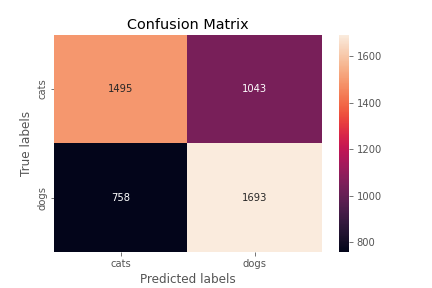 Confusion Matrix
True labels
cats
dogs
1495
1043
758
1693
cats
dogs
Predicted labels
1600
1400
1200
1000
800